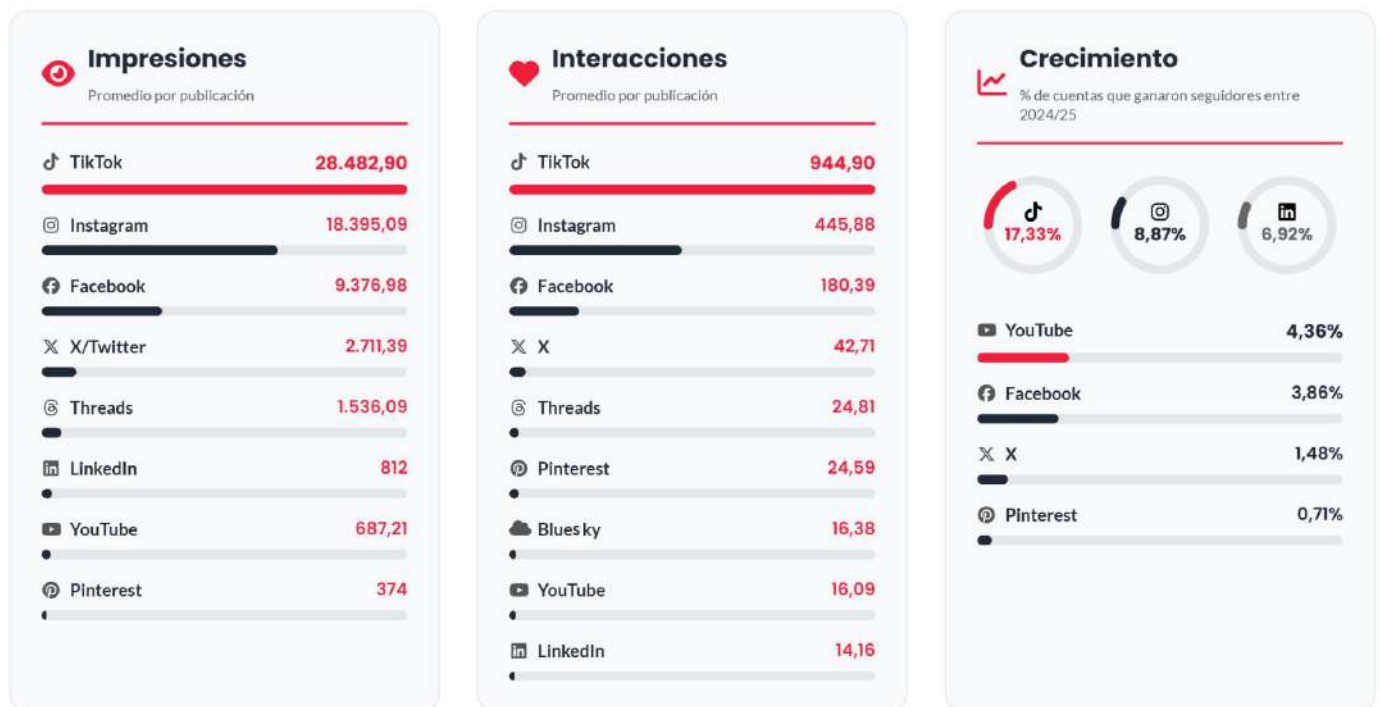 Impresiones
Promedio por publicación
TikTok 28.482,90
Instagram 18.395,09
Facebook 9.376,98
X/Twitter 2.711,39
Threads 1.536,09
LinkedIn 812
YouTube 687,21
Pinterest 374
Interacciones
Promedio por publicación
TikTok 944,90
Instagram 445,88
Facebook 180,39
X 42,71
Threads 24,81
Pinterest 24,59
Bluesky 16,38
YouTube 16,09
LinkedIn 14,16
Crecimiento
% de cuentas que ganaron seguidores entre
2024/25
17,33% 8,87% 6,92%
YouTube 4,36%
Facebook 3,86%
X 1,48%
Pinterest 0,71%